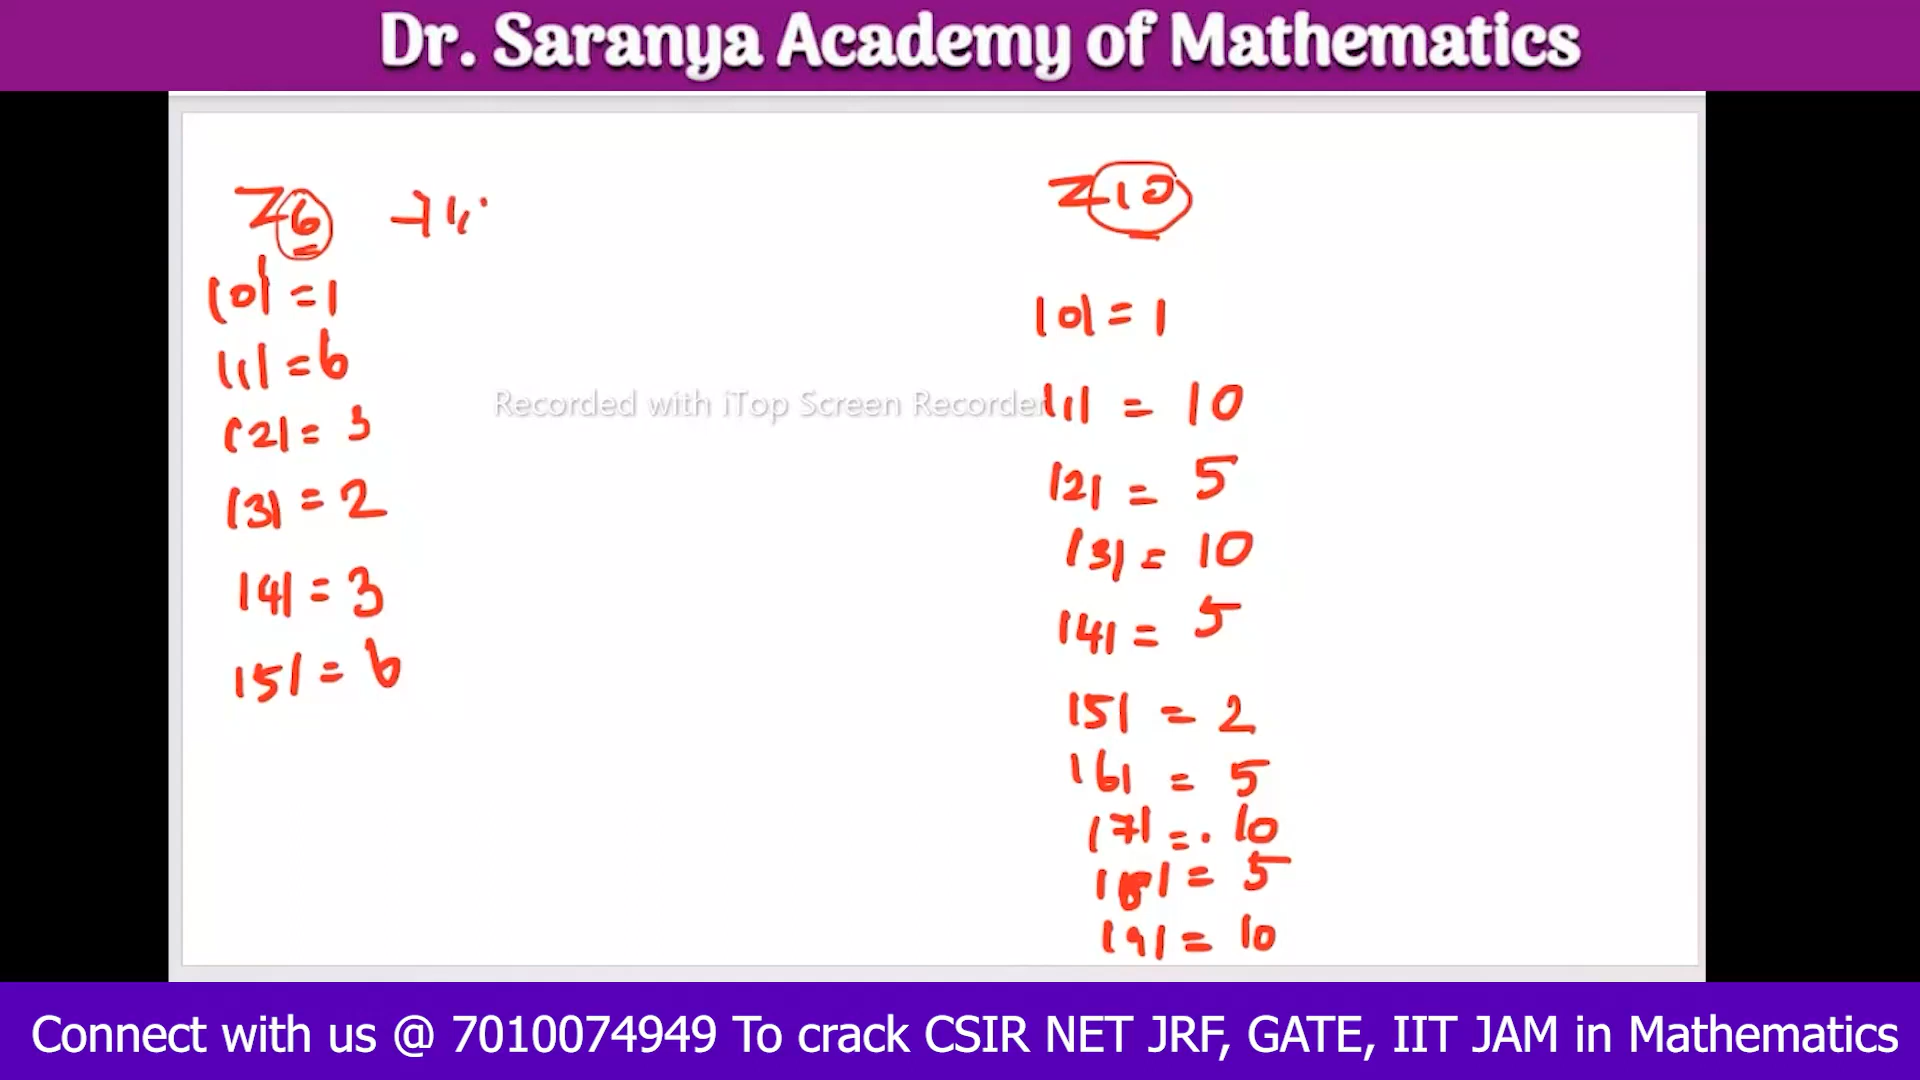 Dr. Saranya Academy of Mathematics
Z6 → 1,
|0| = 1
|1| = 6
|2| = 3
|3| = 2
|4| = 3
|5| = 6
Recorded with iTop Screen Recorder
Z10
|0| = 1
|1| = 10
|2| = 5
|3| = 10
|4| = 5
|5| = 2
|6| = 5
|7| = 10
|8| = 5
|9| = 10
Connect with us @ 7010074949 To crack CSIR NET JRF, GATE, IIT JAM in Mathematics